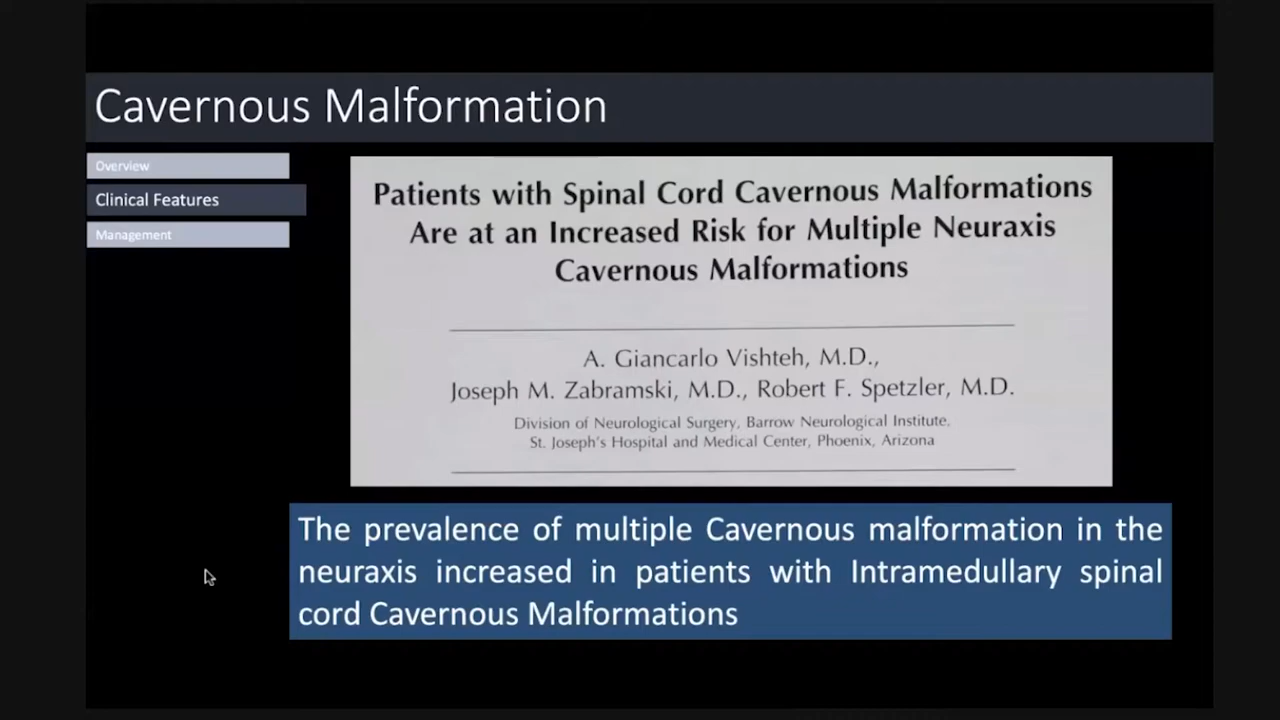 Cavernous Malformation
Overview
Clinical Features
Management
Patients with Spinal Cord Cavernous Malformations
Are at an Increased Risk for Multiple Neuraxis
Cavernous Malformations
A. Giancarlo Vishteh, M.D.,
Joseph M. Zabramski, M.D., Robert F. Spetzler, M.D.
Division of Neurological Surgery, Barrow Neurological Institute,
St. Joseph's Hospital and Medical Center, Phoenix, Arizona
The prevalence of multiple Cavernous malformation in the
neuraxis increased in patients with Intramedullary spinal
cord Cavernous Malformations